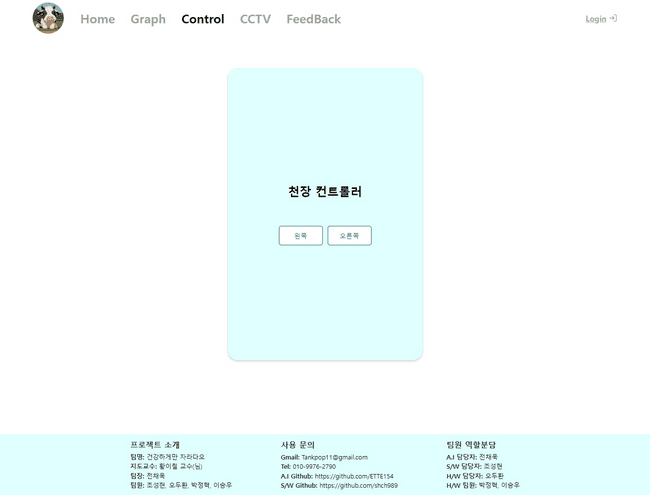 Home Graph Control CCTV FeedBack Login
천장 컨트롤러
왼쪽 오른쪽
프로젝트 소개
팀명: 건강하게만 자라다오
지도교수: 황이철 교수(님)
팀장: 전채욱
팀원: 조성현, 오두환, 박정혁, 이승우
사용 문의
Gmail: Tankpop11@gmail.com
Tel: 010-9976-2790
A.I Github: https://github.com/ETTE154
S/W Github: https://github.com/shch989
팀원 역할분담
A.I 담당자: 전채욱
S/W 담당자: 조성현
H/W 담당자: 오두환
H/W 팀원: 박정혁, 이승우